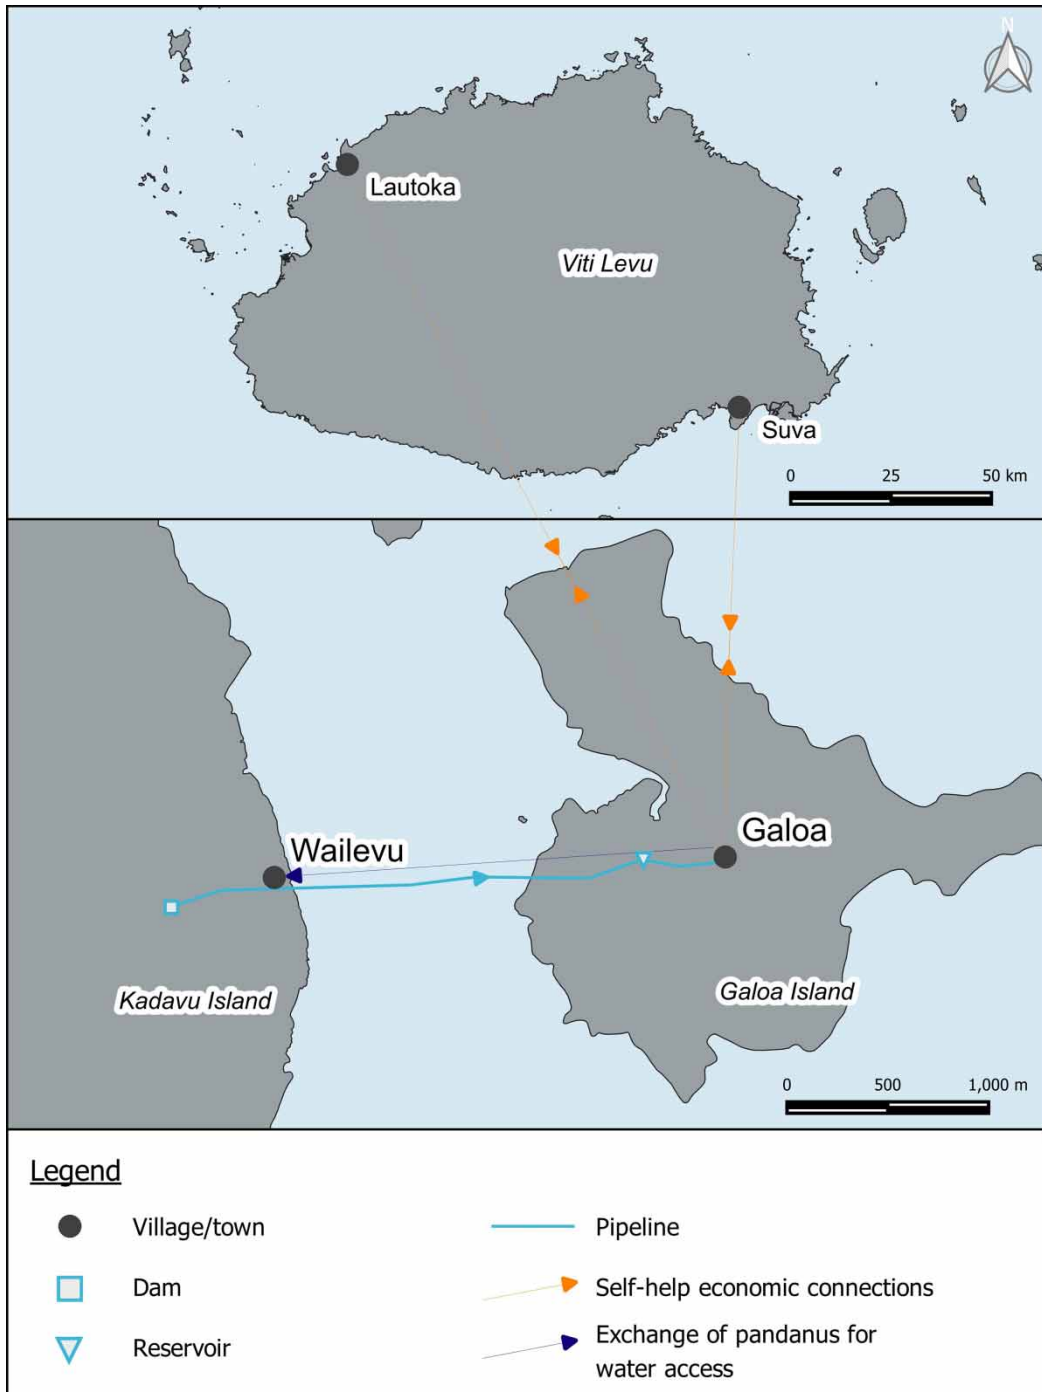 N
Lautoka
Viti Levu
Suva
0 25 50 km
Wailevu
Galoa
Kadavu Island
Galoa Island
0 500 1,000 m
Legend
Village/town
Pipeline
Dam
Self-help economic connections
Reservoir
Exchange of pandanus for
water access